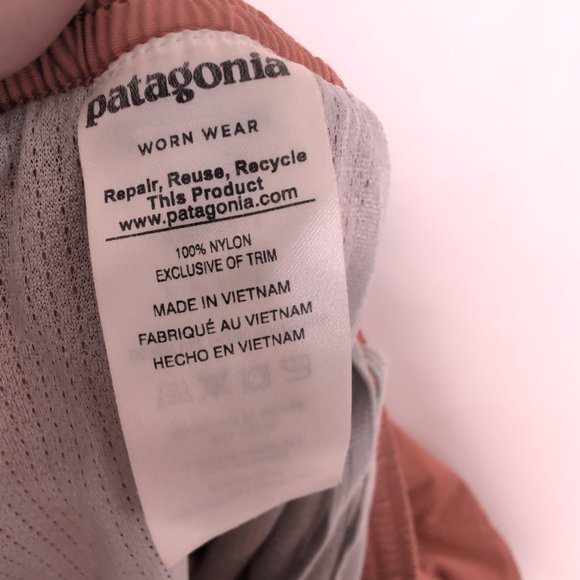 patagonia
WORN WEAR
Repair, Reuse, Recycle
This Product
www.patagonia.com
100% NYLON
EXCLUSIVE OF TRIM
MADE IN VIETNAM
FABRIQUÉ AU VIETNAM
HECHO EN VIETNAM